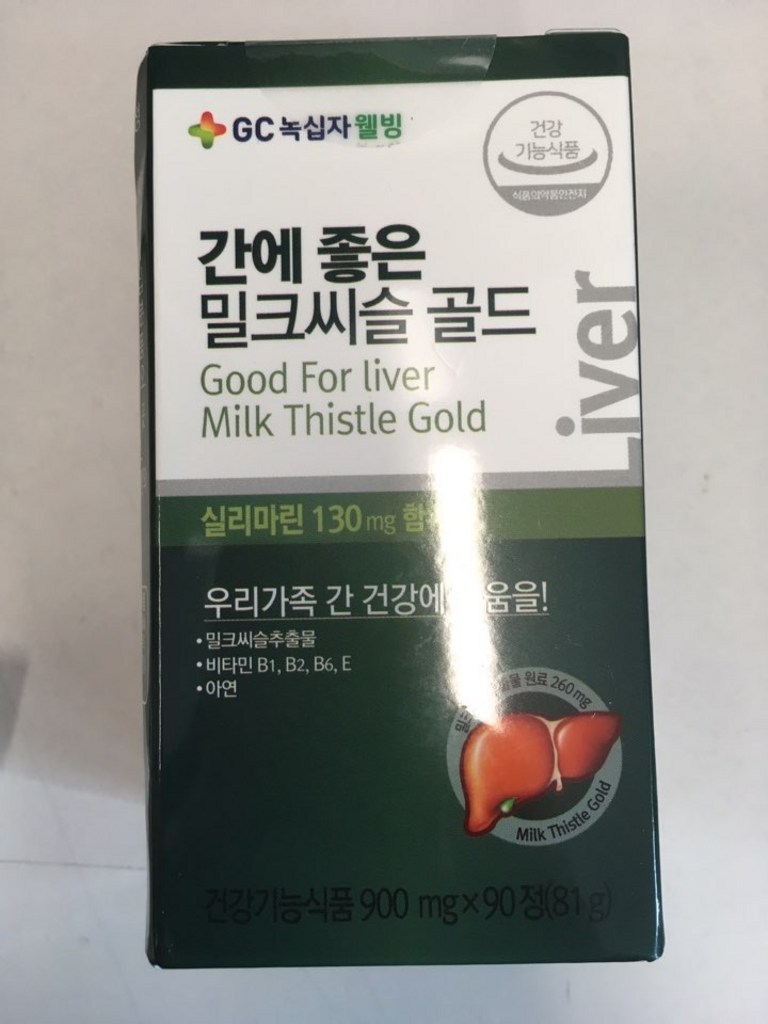 GC 녹십자 웰빙
건강
기능식품
식품의약품안전처
간에 좋은
밀크씨슬 골드
Good For liver
Milk Thistle Gold
Liver
실리마린 130 mg
우리가족 간 건강에
• 밀크씨슬추출물
• 비타민 B1, B2, B6, E
• 아연
원료 260 mg
Milk Thistle Gold
건강기능식품 900 mg×90정(81 g)